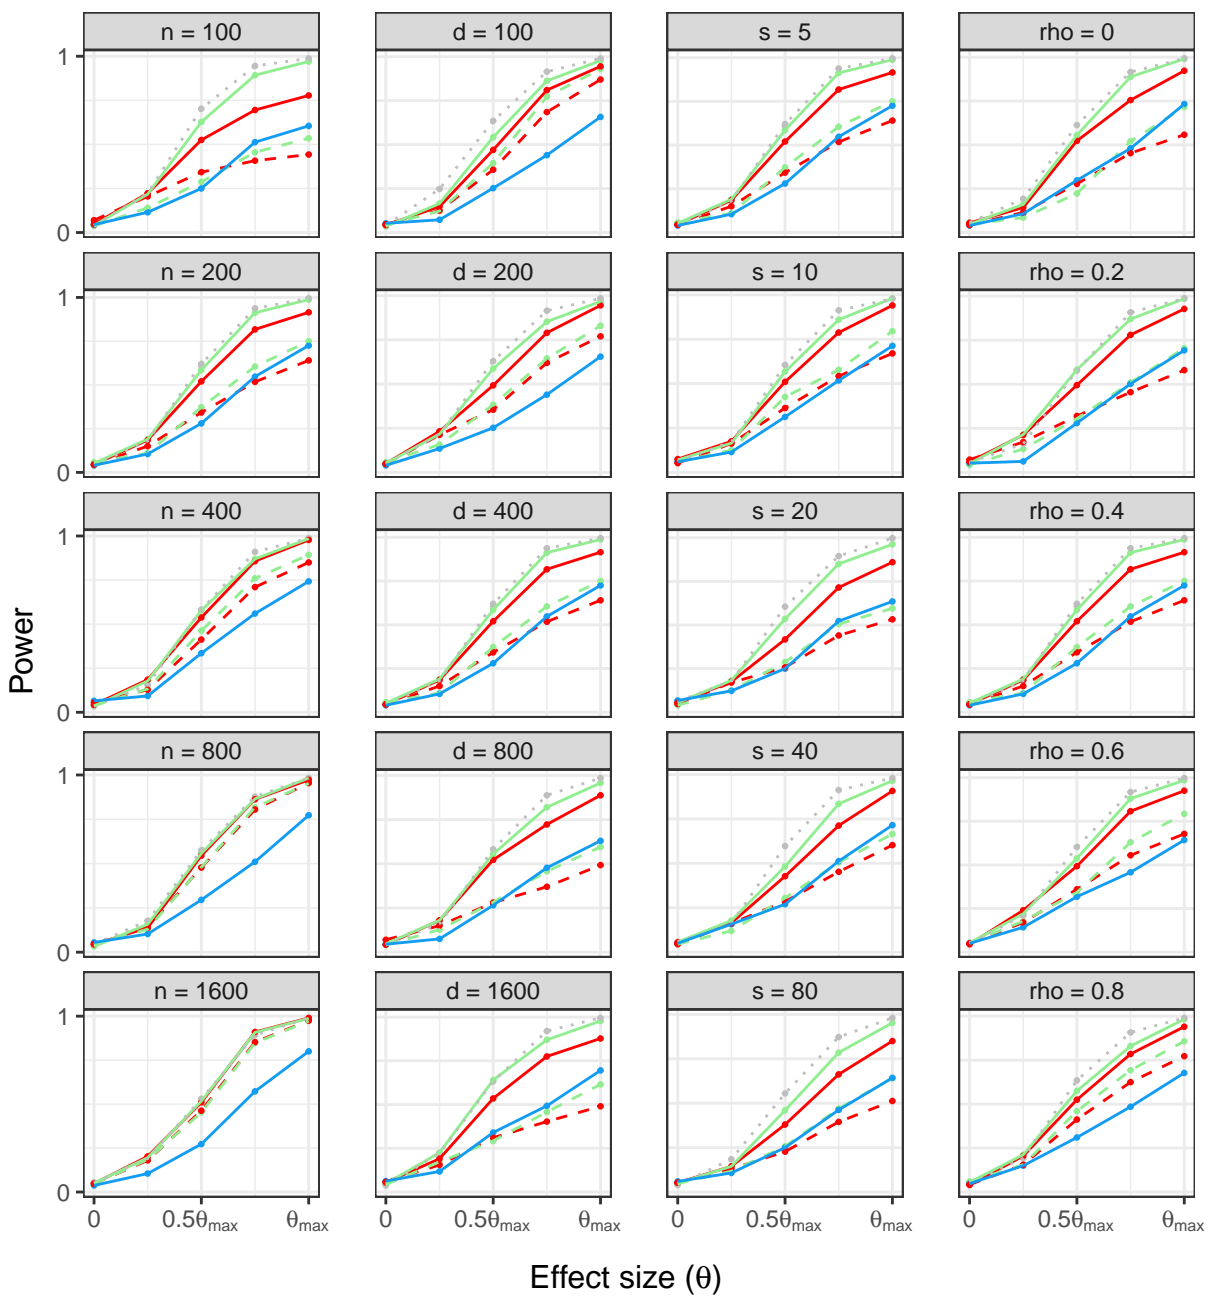 n = 100 d = 100 s = 5 rho = 0
1
0
n = 200 d = 200 s = 10 rho = 0.2
1
0
n = 400 d = 400 s = 20 rho = 0.4
1
0
n = 800 d = 800 s = 40 rho = 0.6
1
0
n = 1600 d = 1600 s = 80 rho = 0.8
1
0
0 0.5θmax θmax 0 0.5θmax θmax 0 0.5θmax θmax 0 0.5θmax θmax
Power
Effect size (θ)